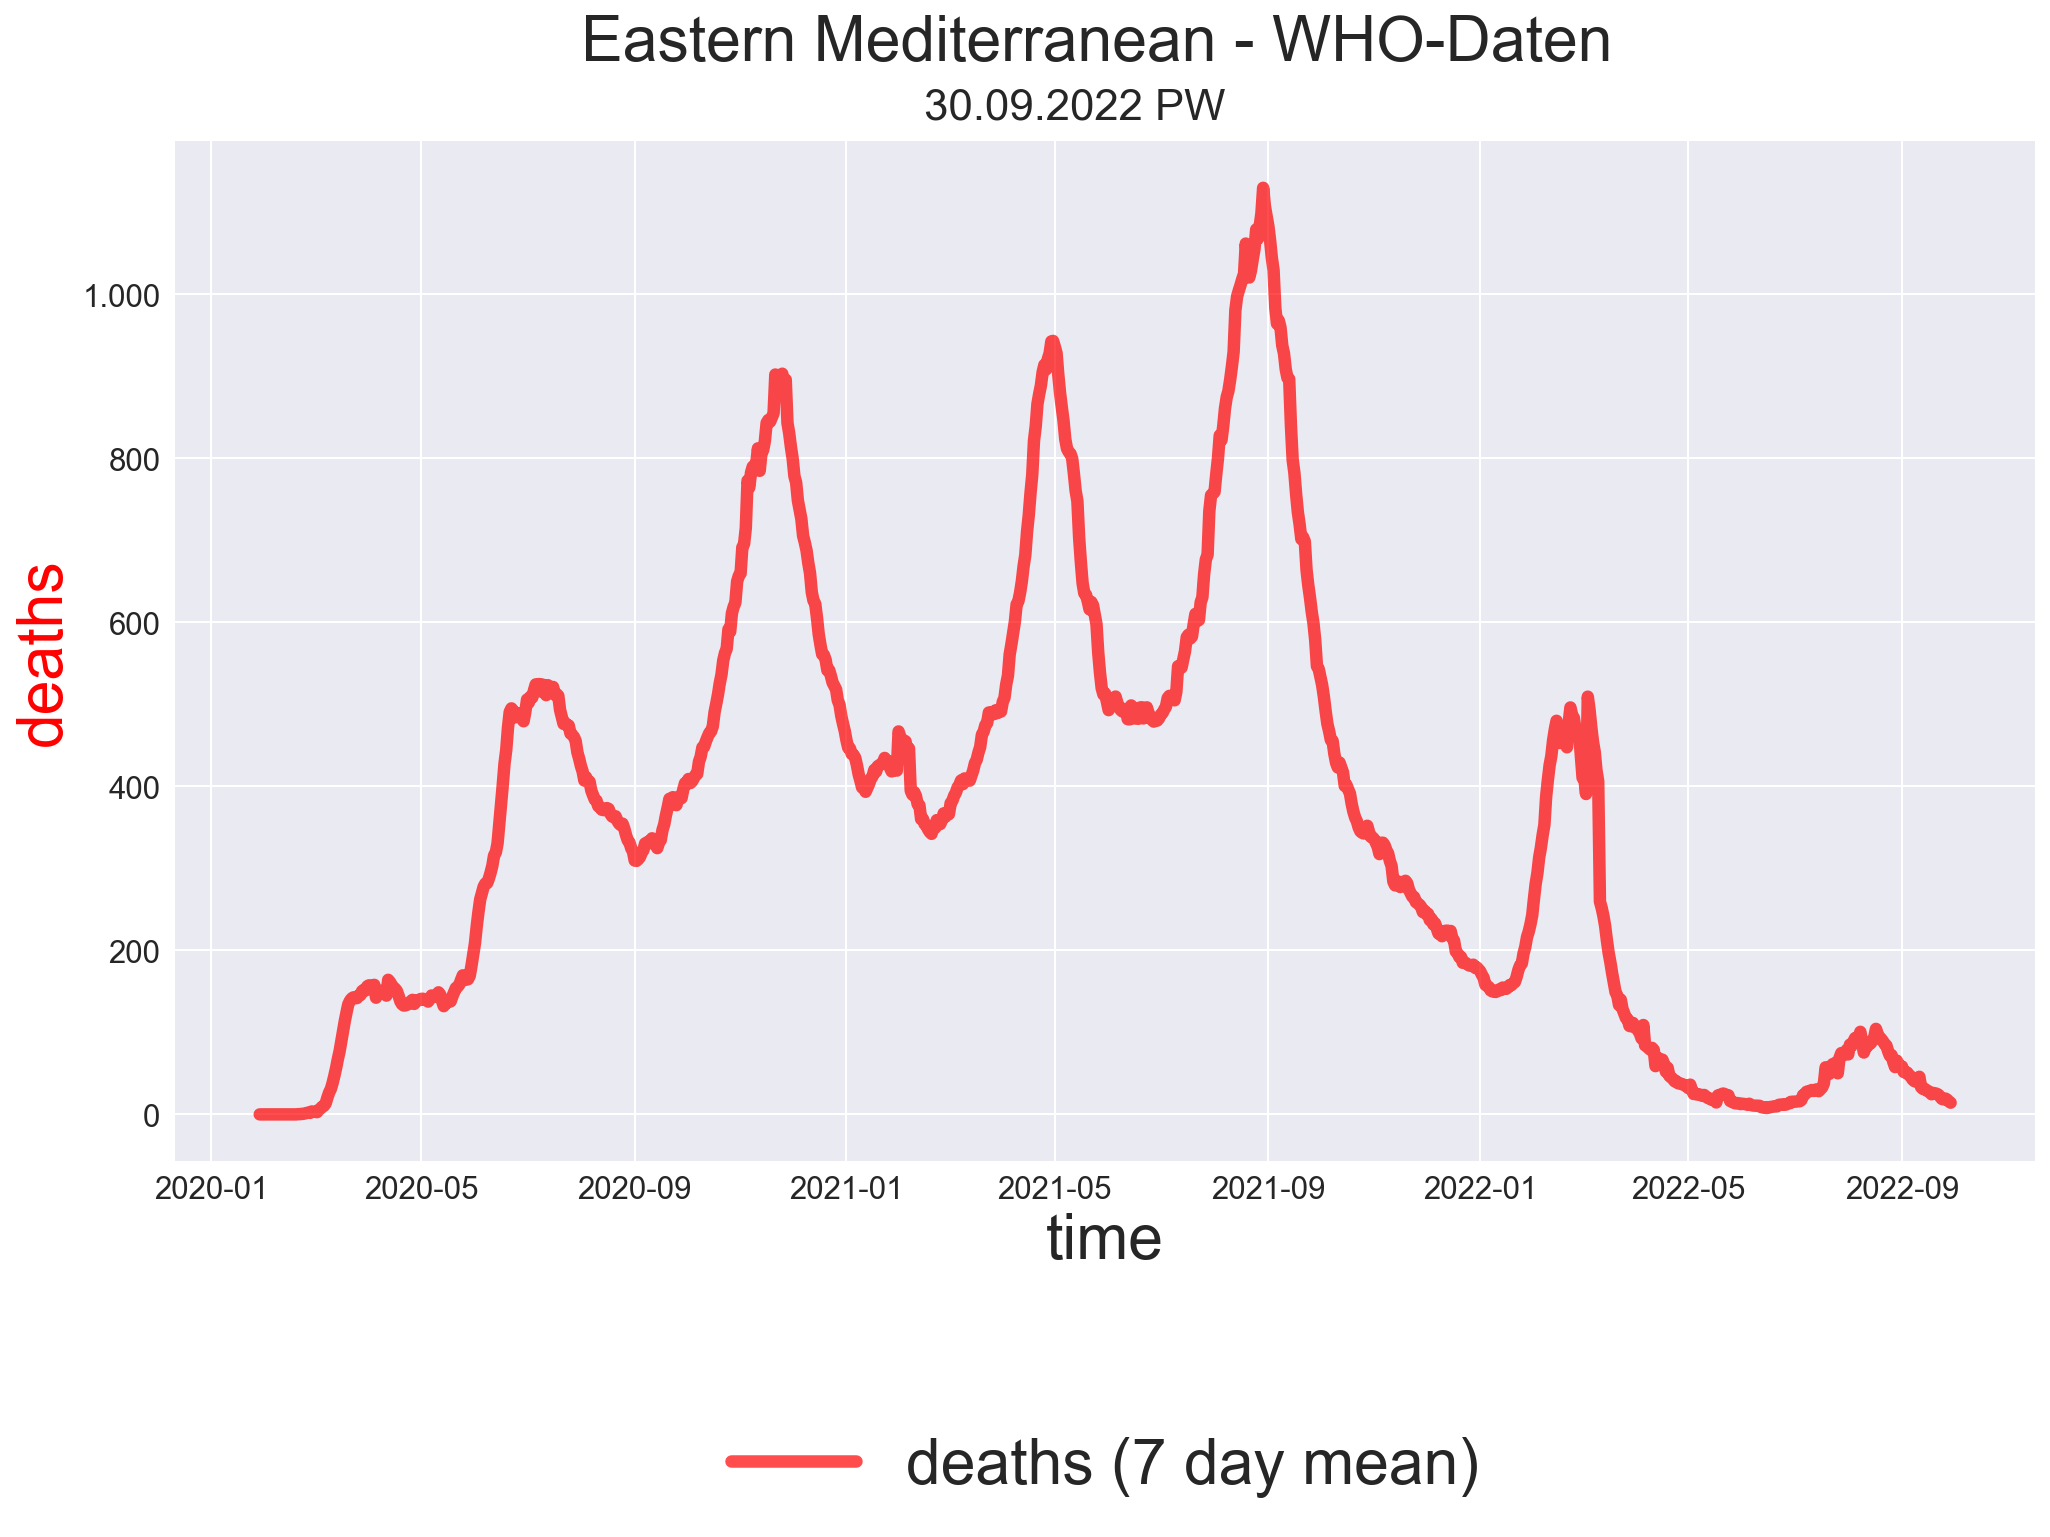 Eastern Mediterranean - WHO-Daten
30.09.2022 PW
deaths
1.000
800
600
400
200
0
2020-01 2020-05 2020-09 2021-01 2021-05 2021-09 2022-01 2022-05 2022-09
time
deaths (7 day mean)